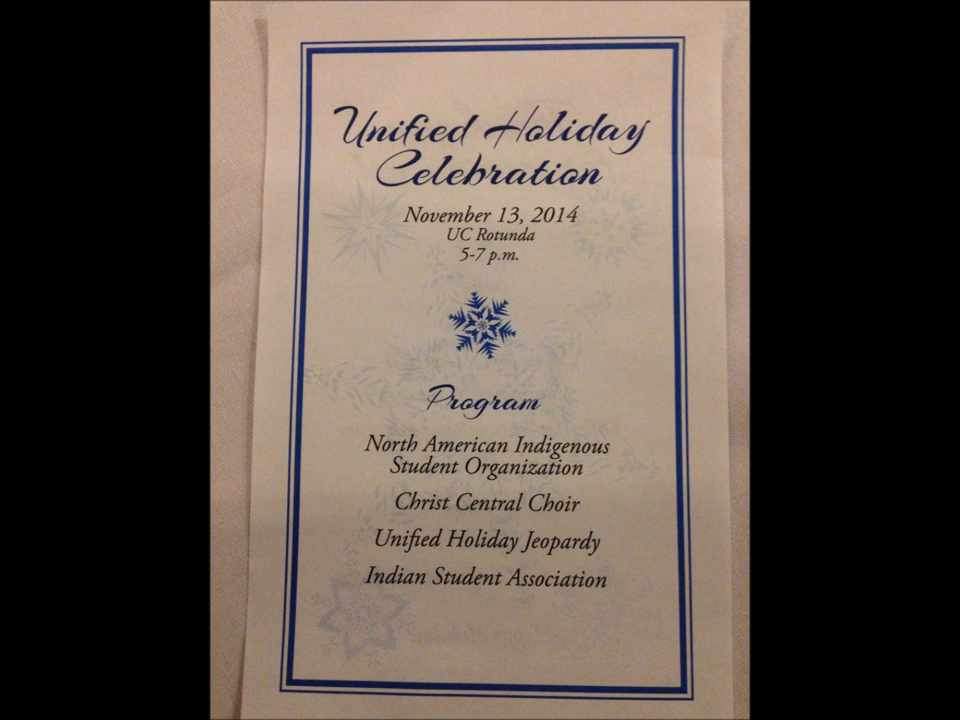 Unified Holiday
Celebration
November 13, 2014
UC Rotunda
5-7 p.m.
Program
North American Indigenous
Student Organization
Christ Central Choir
Unified Holiday Jeopardy
Indian Student Association